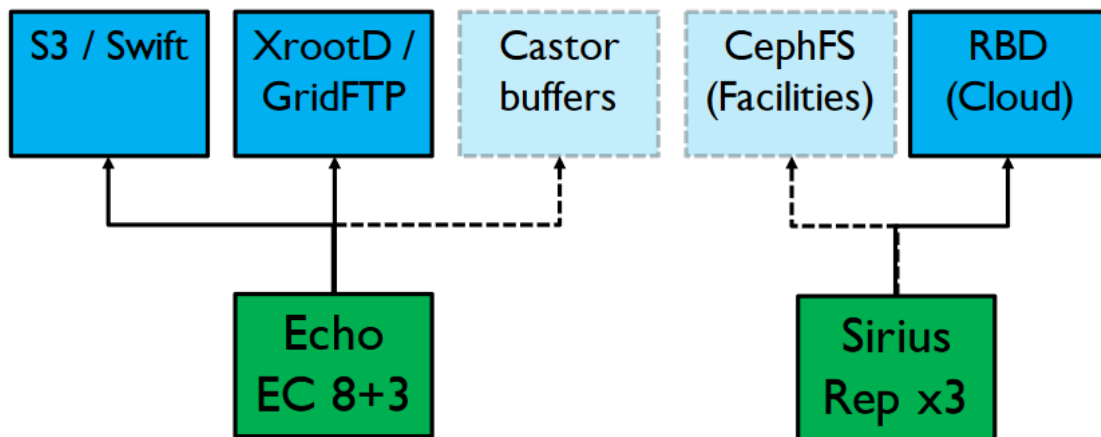 S3 / Swift
XrootD /
GridFTP
Castor
buffers
CephFS
(Facilities)
RBD
(Cloud)
Echo
EC 8+3
Sirius
Rep x3